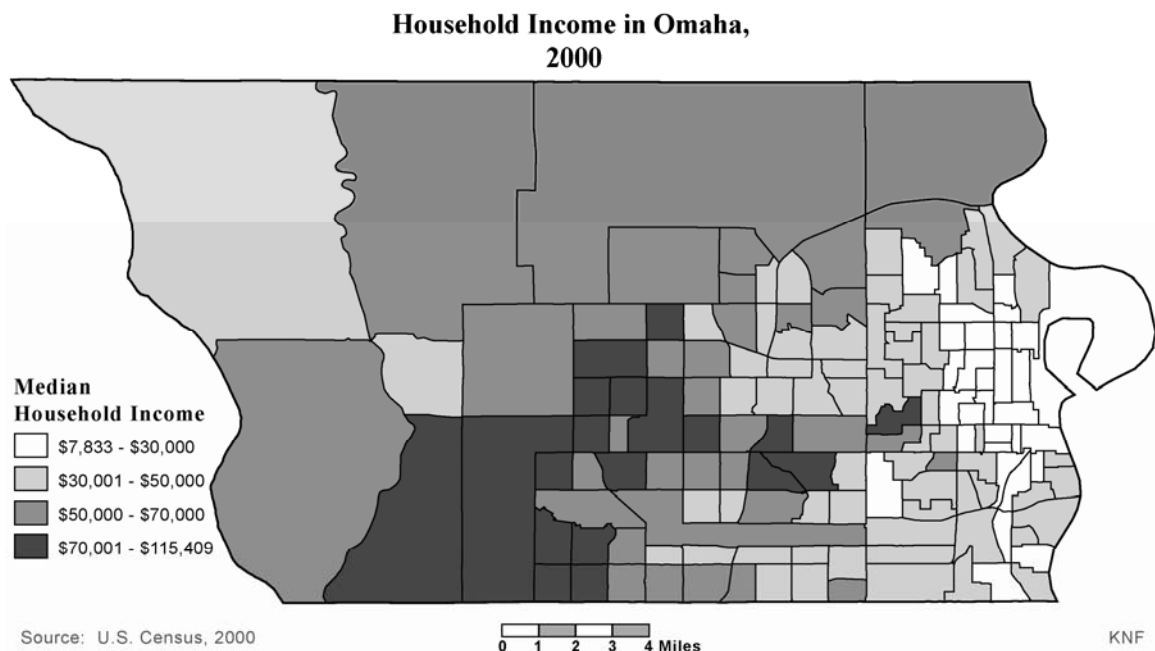 Household Income in Omaha,
2000
Median
Household Income
$7,833 - $30,000
$30,001 - $50,000
$50,000 - $70,000
$70,001 - $115,409
Source: U.S. Census, 2000
0 1 2 3 4 Miles
KNF